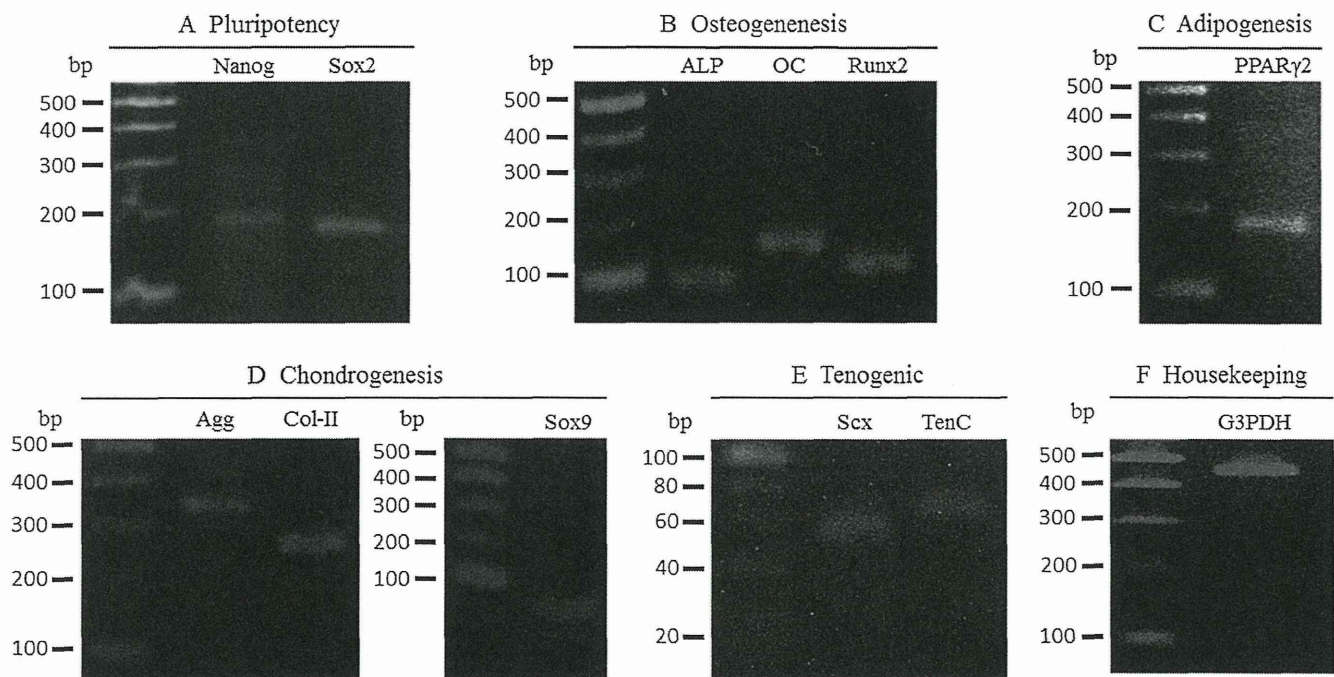 A Pluripotency
bp Nanog Sox2
500
400
300
200
100
B Osteogenenesis
bp ALP OC Runx2
500
400
300
200
100
C Adipogenesis
bp PPARγ2
500
400
300
200
100
D Chondrogenesis
bp Agg Col-II
500
400
300
200
100
bp Sox9
500
400
300
200
100
E Tenogenic
bp Scx TenC
100
80
60
40
20
F Housekeeping
bp G3PDH
500
400
300
200
100